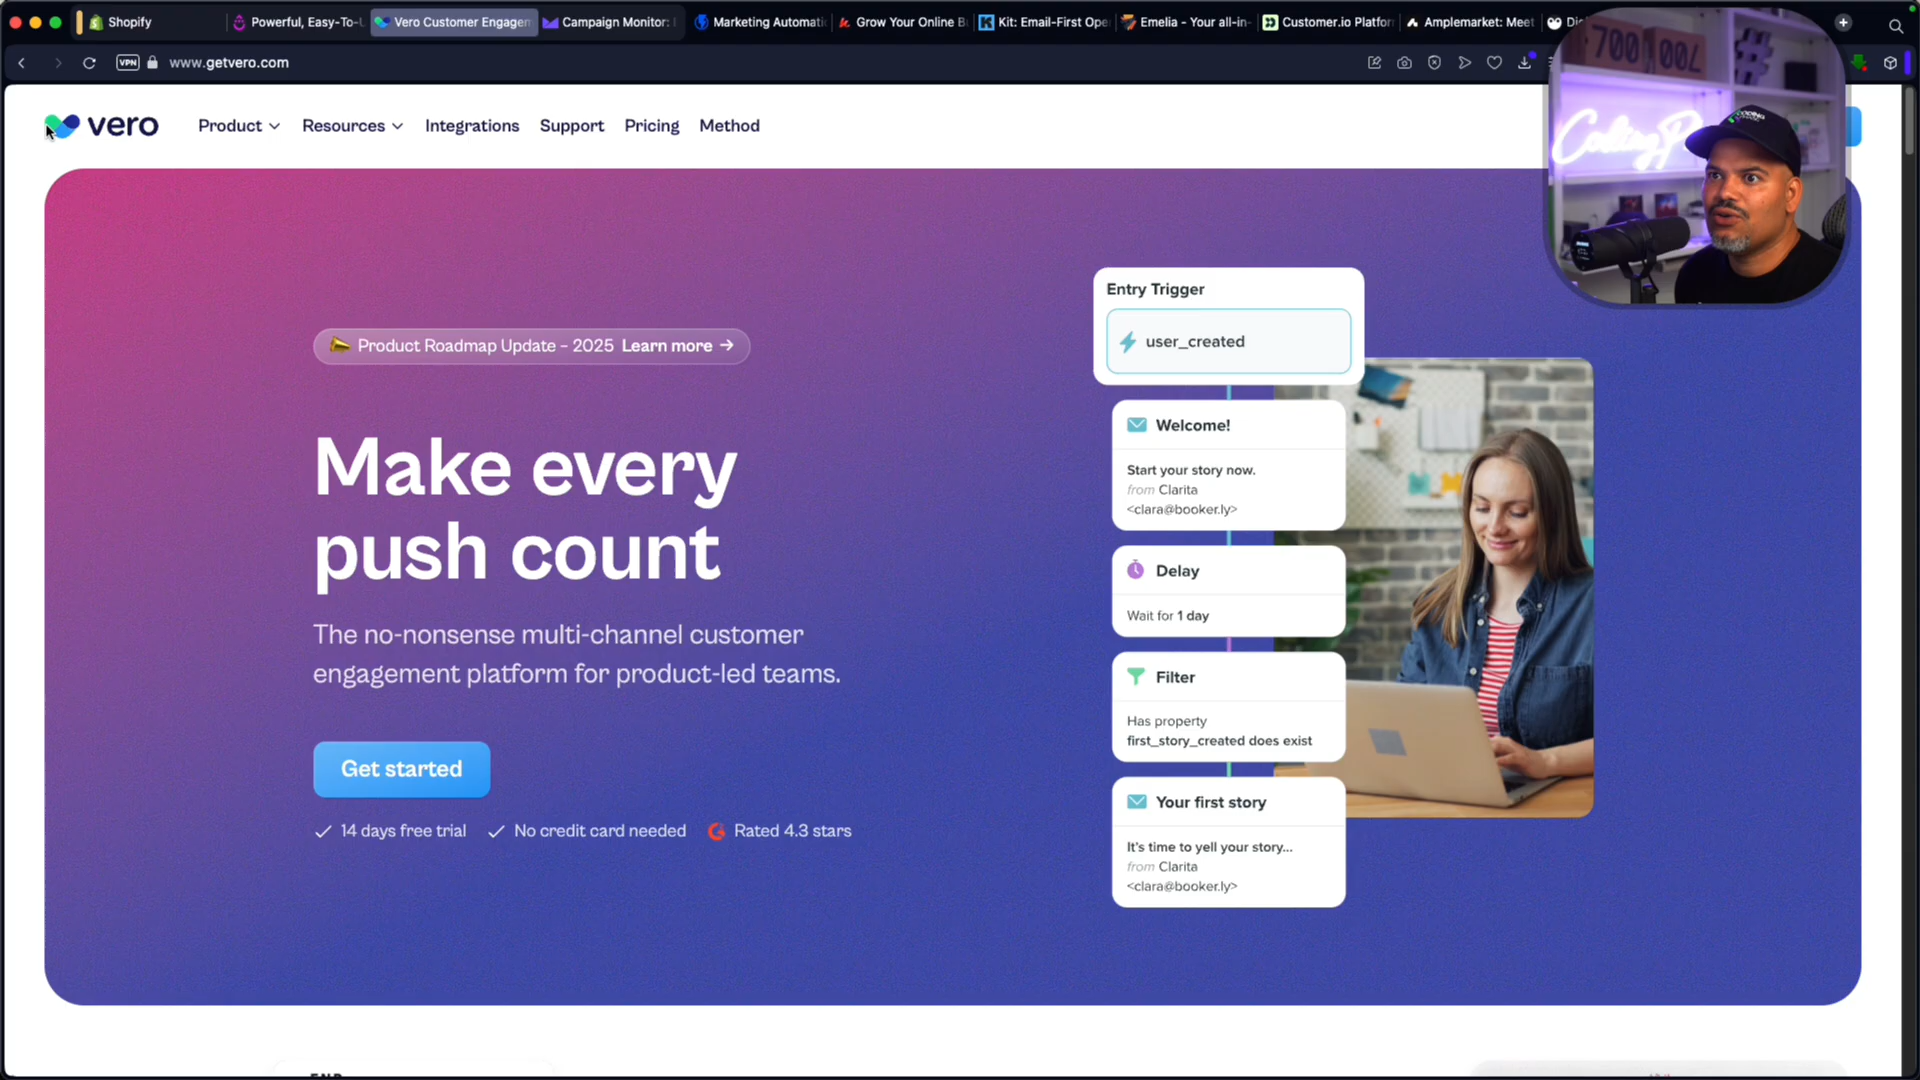 Shopify
Powerful, Easy-To-U
Vero Customer Engagem
Campaign Monitor:
Marketing Automati
Grow Your Online B
Kit: Email-First Ope
Emelia - Your all-in-
Customer.io Platfor
Amplemarket: Meet
VPN
www.getvero.com
vero
Product
Resources
Integrations
Support
Pricing
Method
Product Roadmap Update – 2025 Learn more →
Make every
push count
The no-nonsense multi-channel customer
engagement platform for product-led teams.
Get started
14 days free trial
No credit card needed
Rated 4.3 stars
Entry Trigger
user_created
Welcome!
Start your story now.
from Clarita
<clara@booker.ly>
Delay
Wait for 1 day
Filter
Has property
first_story_created does exist
Your first story
It's time to yell your story...
from Clarita
<clara@booker.ly>